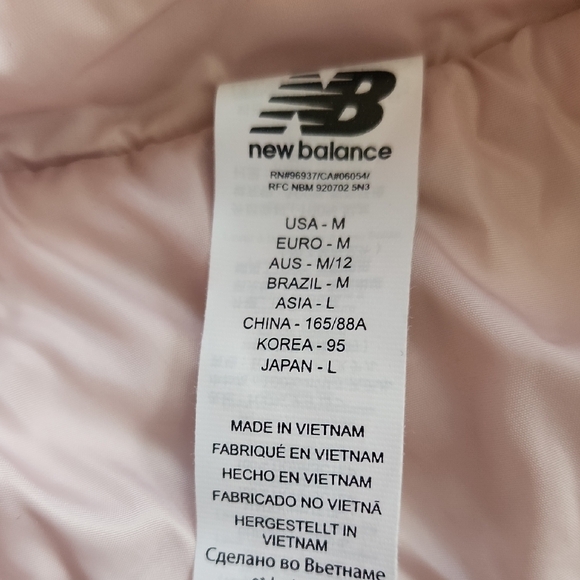 NB
new balance
RN#96937/CA#06054/
RFC NBM 920702 5N3
USA - M
EURO - M
AUS - M/12
BRAZIL - M
ASIA - L
CHINA - 165/88A
KOREA - 95
JAPAN - L
MADE IN VIETNAM
FABRIQUÉ EN VIETNAM
HECHO EN VIETNAM
FABRICADO NO VIETNÃ
HERGESTELLT IN
VIETNAM
Сделано во Вьетнаме